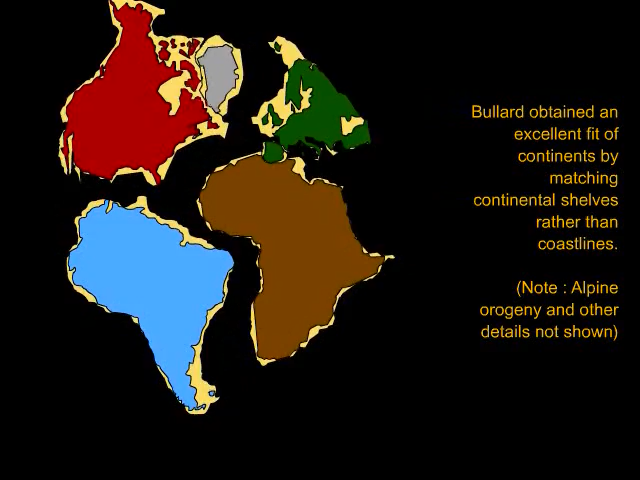 Bullard obtained an
excellent fit of
continents by
matching
continental shelves
rather than
coastlines.
(Note : Alpine
orogeny and other
details not shown)